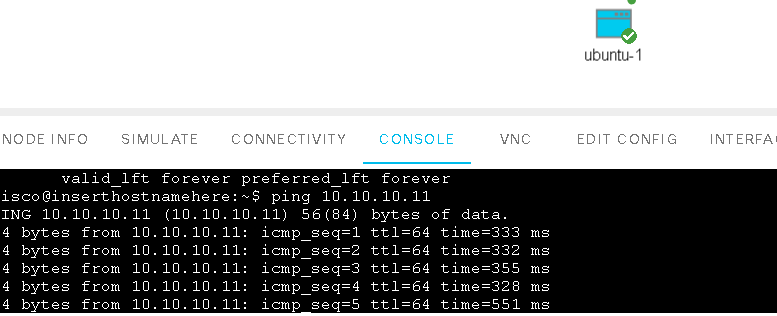 ubuntu-1
NODE INFO SIMULATE CONNECTIVITY CONSOLE VNC EDIT CONFIG INTERFA
valid_lft forever preferred_lft forever
isco@inserthostnamehere:~$ ping 10.10.10.11
ING 10.10.10.11 (10.10.10.11) 56(84) bytes of data.
4 bytes from 10.10.10.11: icmp_seq=1 ttl=64 time=333 ms
4 bytes from 10.10.10.11: icmp_seq=2 ttl=64 time=332 ms
4 bytes from 10.10.10.11: icmp_seq=3 ttl=64 time=355 ms
4 bytes from 10.10.10.11: icmp_seq=4 ttl=64 time=328 ms
4 bytes from 10.10.10.11: icmp_seq=5 ttl=64 time=551 ms